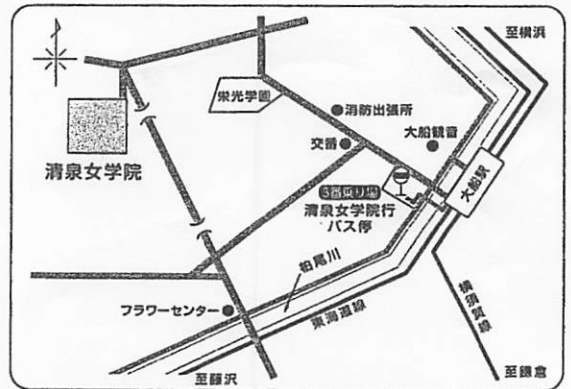 至横浜
栄光学園
消防出張所
大船観音
交番
清泉女学院
大船駅
3番乗り場
清泉女学院行
バス停
柏尾川
フラワーセンター
東海道線
横須賀線
至藤沢
至鎌倉